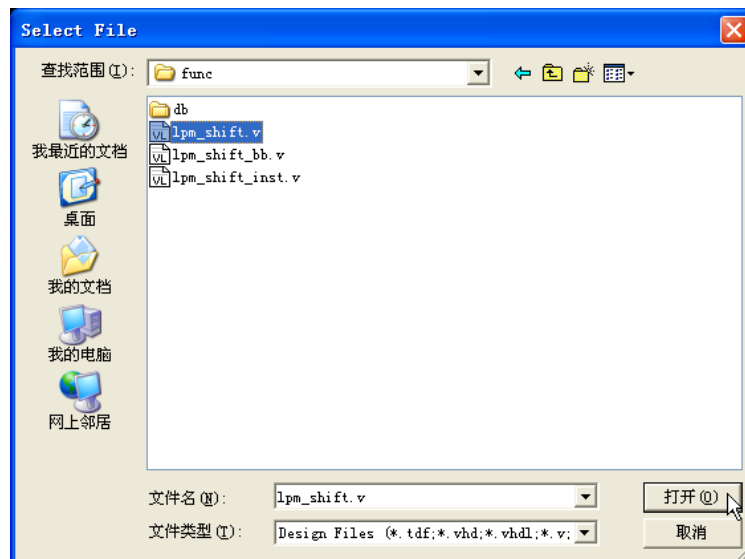 Select File
查找范围(I):
func
db
lpm_shift.v
lpm_shift_bb.v
lpm_shift_inst.v
我最近的文档
桌面
我的文档
我的电脑
网上邻居
文件名(N):
lpm_shift.v
打开(O)
文件类型(T):
Design Files (*.tdf;*.vhd;*.vhdl;*.v;
取消